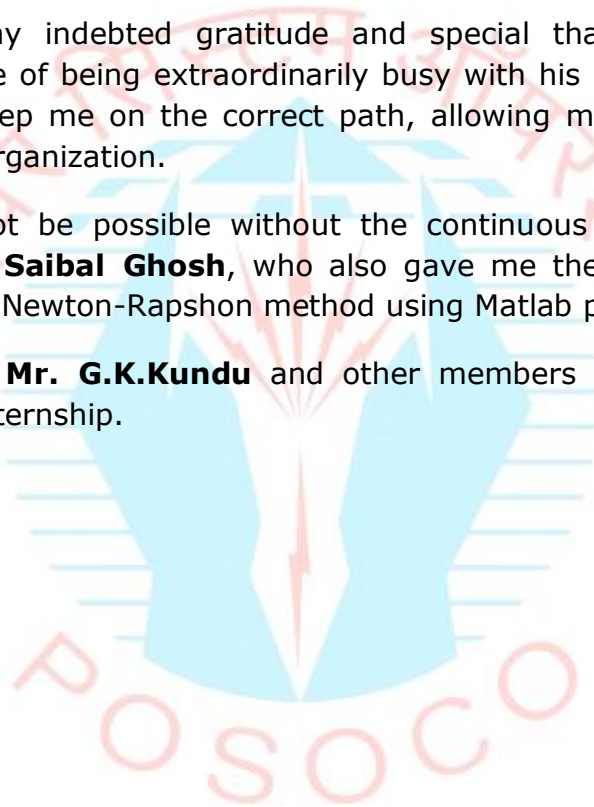 ny indebted gratitude and special tha
e of being extraordinarily busy with his
eep me on the correct path, allowing m
rganization.
ot be possible without the continuous
Saibal Ghosh, who also gave me the
Newton-Rapshon method using Matlab p
Mr. G.K.Kundu and other members
ternship.
POSOCO